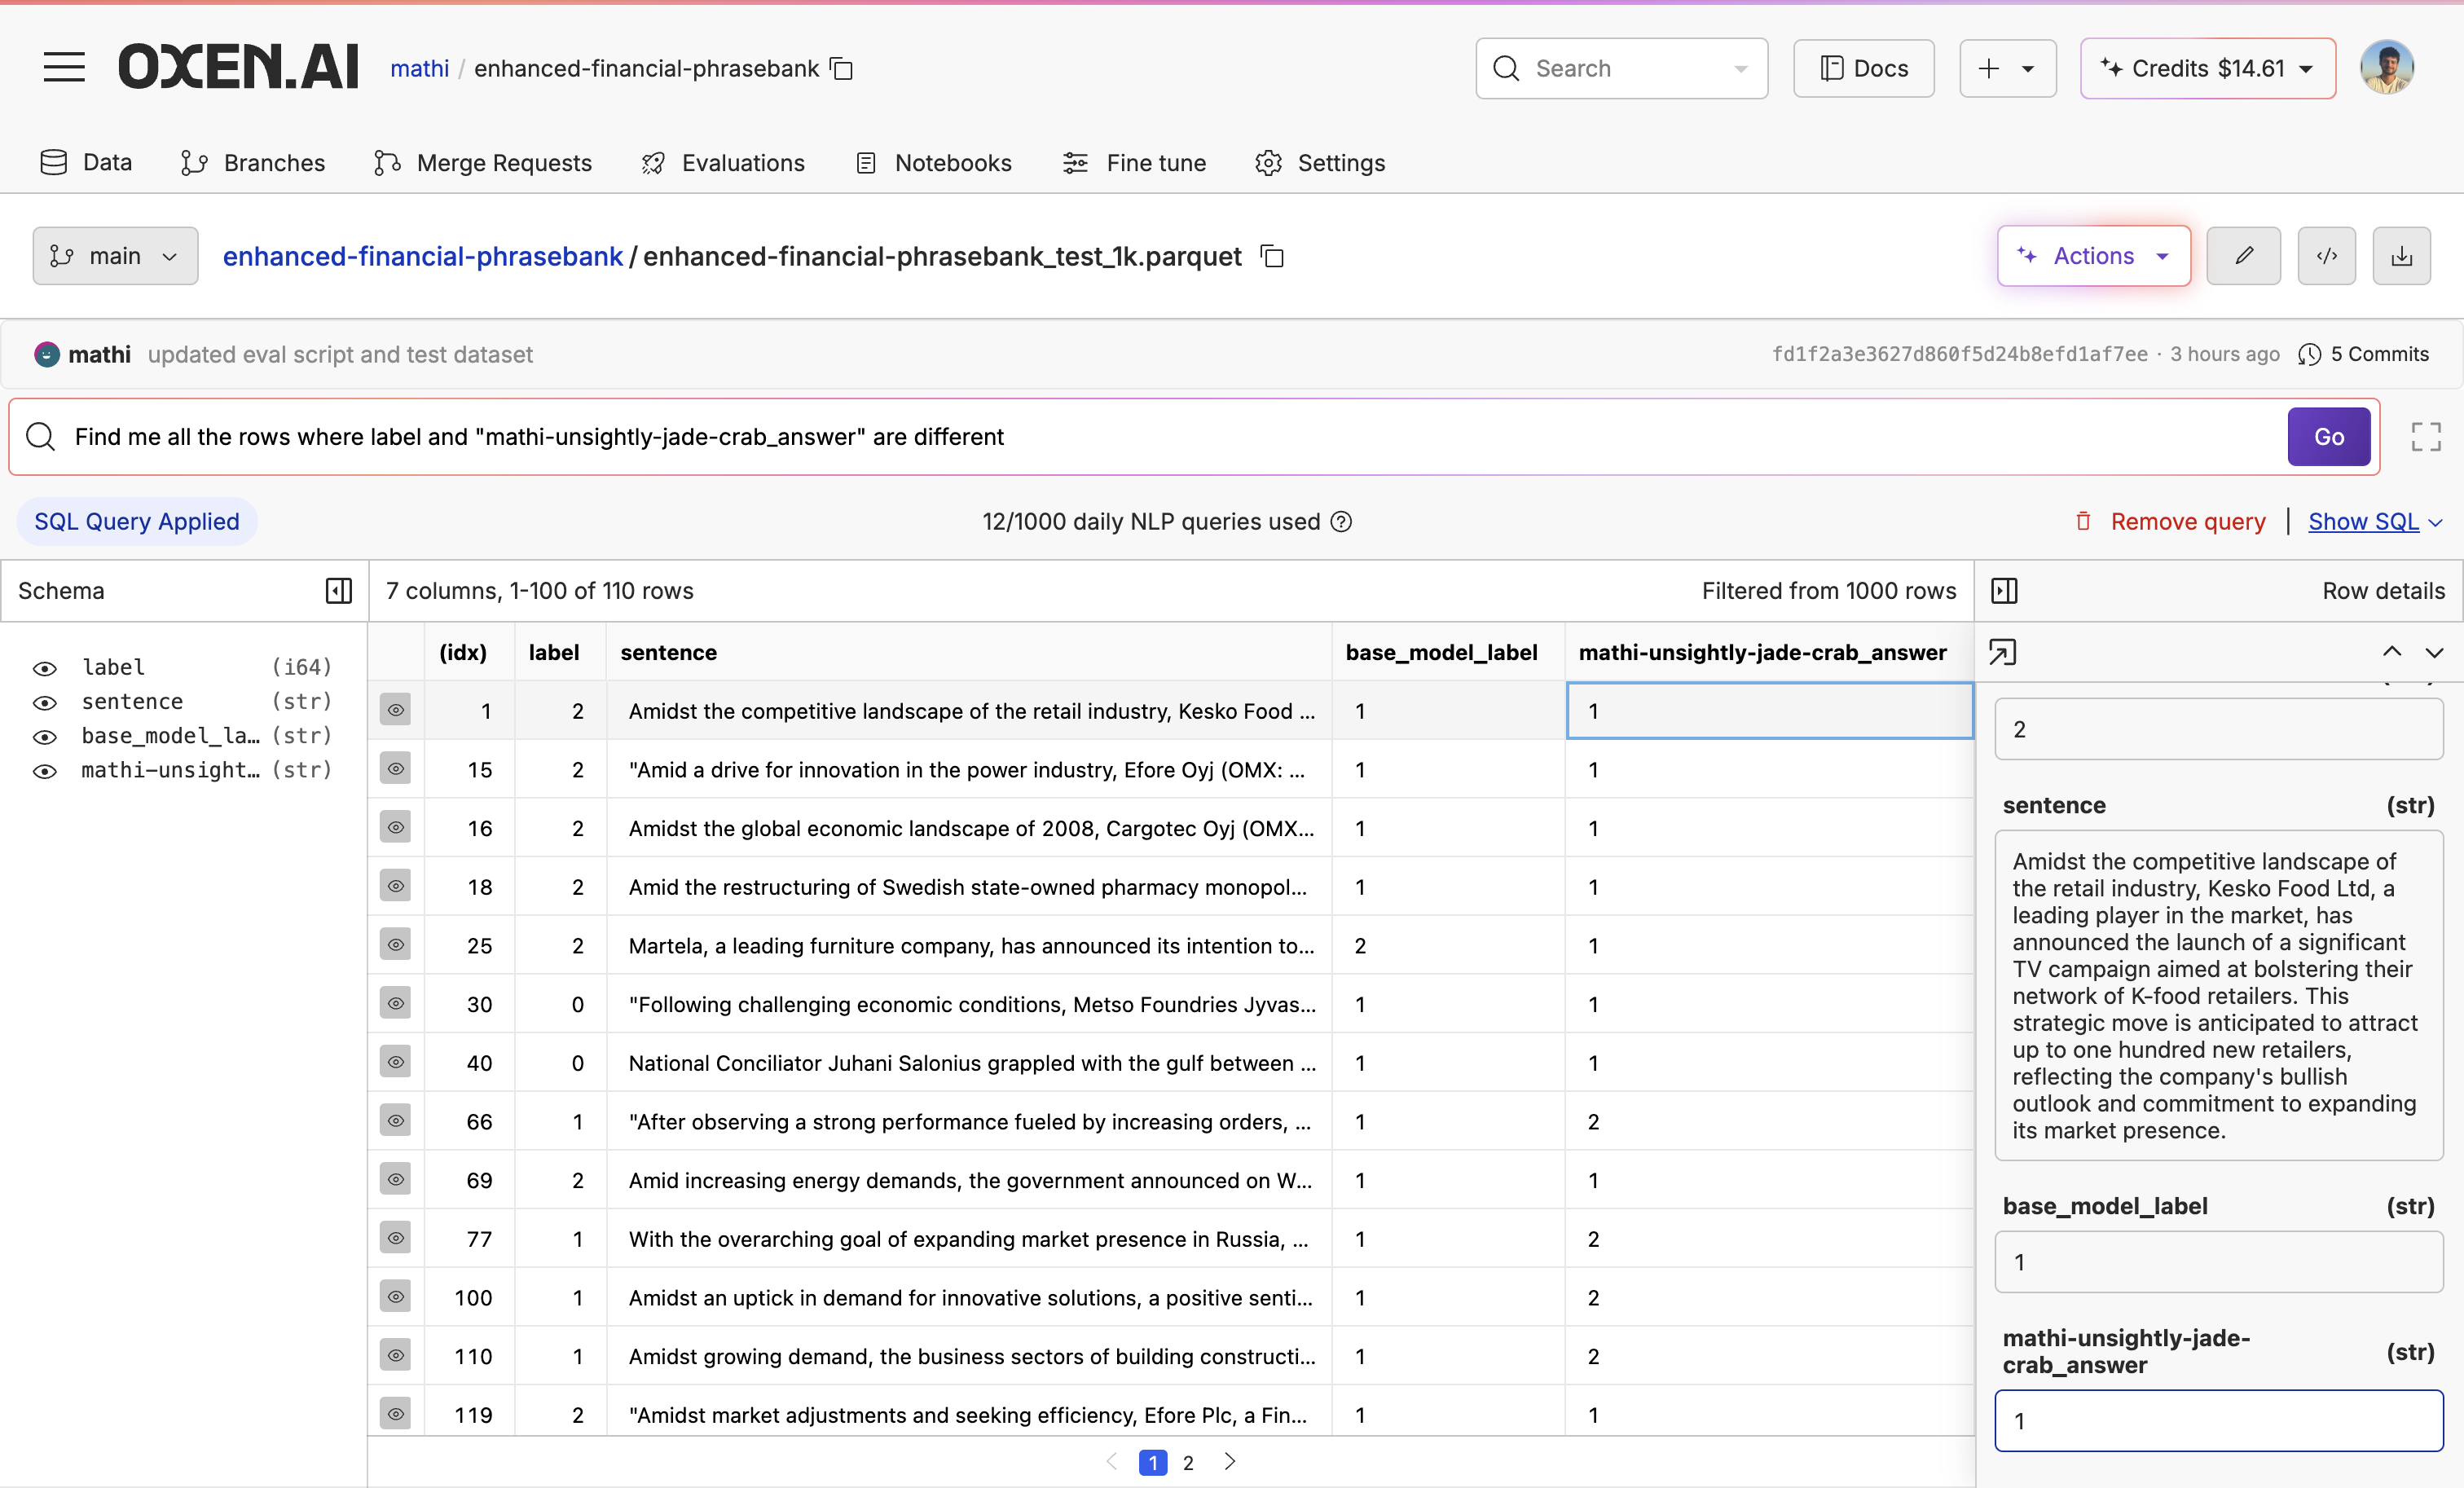 OXEN.AI mathi / enhanced-financial-phrasebank Search Docs + Credits $14.61
Data Branches Merge Requests Evaluations Notebooks Fine tune Settings
main enhanced-financial-phrasebank / enhanced-financial-phrasebank_test_1k.parquet Actions </>
mathi updated eval script and test dataset fd1f2a3e3627d860f5d24b8efd1af7ee · 3 hours ago 5 Commits
Find me all the rows where label and "mathi-unsightly-jade-crab_answer" are different Go
SQL Query Applied 12/1000 daily NLP queries used ? Remove query | Show SQL
Schema 7 columns, 1-100 of 110 rows Filtered from 1000 rows Row details
label (i64)
sentence (str)
base_model_la... (str)
mathi-unsight... (str)
(idx) label sentence base_model_label mathi-unsightly-jade-crab_answer
1 2 Amidst the competitive landscape of the retail industry, Kesko Food ... 1 1
15 2 "Amid a drive for innovation in the power industry, Efore Oyj (OMX: ... 1 1
16 2 Amidst the global economic landscape of 2008, Cargotec Oyj (OMX... 1 1
18 2 Amid the restructuring of Swedish state-owned pharmacy monopol... 1 1
25 2 Martela, a leading furniture company, has announced its intention to... 2 1
30 0 "Following challenging economic conditions, Metso Foundries Jyvas... 1 1
40 0 National Conciliator Juhani Salonius grappled with the gulf between ... 1 1
66 1 "After observing a strong performance fueled by increasing orders, ... 1 2
69 2 Amid increasing energy demands, the government announced on W... 1 1
77 1 With the overarching goal of expanding market presence in Russia, ... 1 2
100 1 Amidst an uptick in demand for innovative solutions, a positive senti... 1 2
110 1 Amidst growing demand, the business sectors of building constructi... 1 2
119 2 "Amidst market adjustments and seeking efficiency, Efore Plc, a Fin... 1 1
1 2
2
sentence (str)
Amidst the competitive landscape of
the retail industry, Kesko Food Ltd, a
leading player in the market, has
announced the launch of a significant
TV campaign aimed at bolstering their
network of K-food retailers. This
strategic move is anticipated to attract
up to one hundred new retailers,
reflecting the company's bullish
outlook and commitment to expanding
its market presence.
base_model_label (str)
1
mathi-unsightly-jade-
crab_answer (str)
1